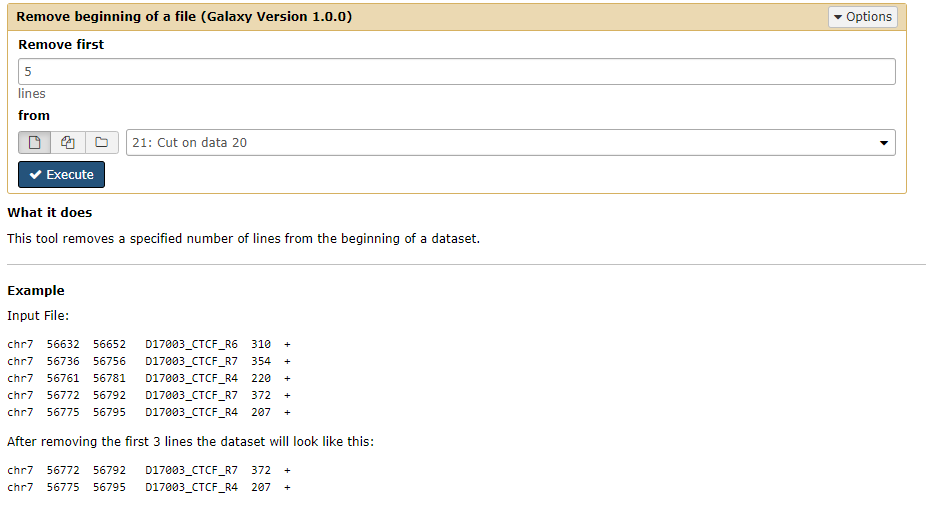 Remove beginning of a file (Galaxy Version 1.0.0)
Options
Remove first
5
lines
from
21: Cut on data 20
Execute
What it does
This tool removes a specified number of lines from the beginning of a dataset.
Example
Input File:
chr7  56632  56652   D17003_CTCF_R6  310  +
chr7  56736  56756   D17003_CTCF_R7  354  +
chr7  56761  56781   D17003_CTCF_R4  220  +
chr7  56772  56792   D17003_CTCF_R7  372  +
chr7  56775  56795   D17003_CTCF_R4  207  +
After removing the first 3 lines the dataset will look like this:
chr7  56772  56792   D17003_CTCF_R7  372  +
chr7  56775  56795   D17003_CTCF_R4  207  +